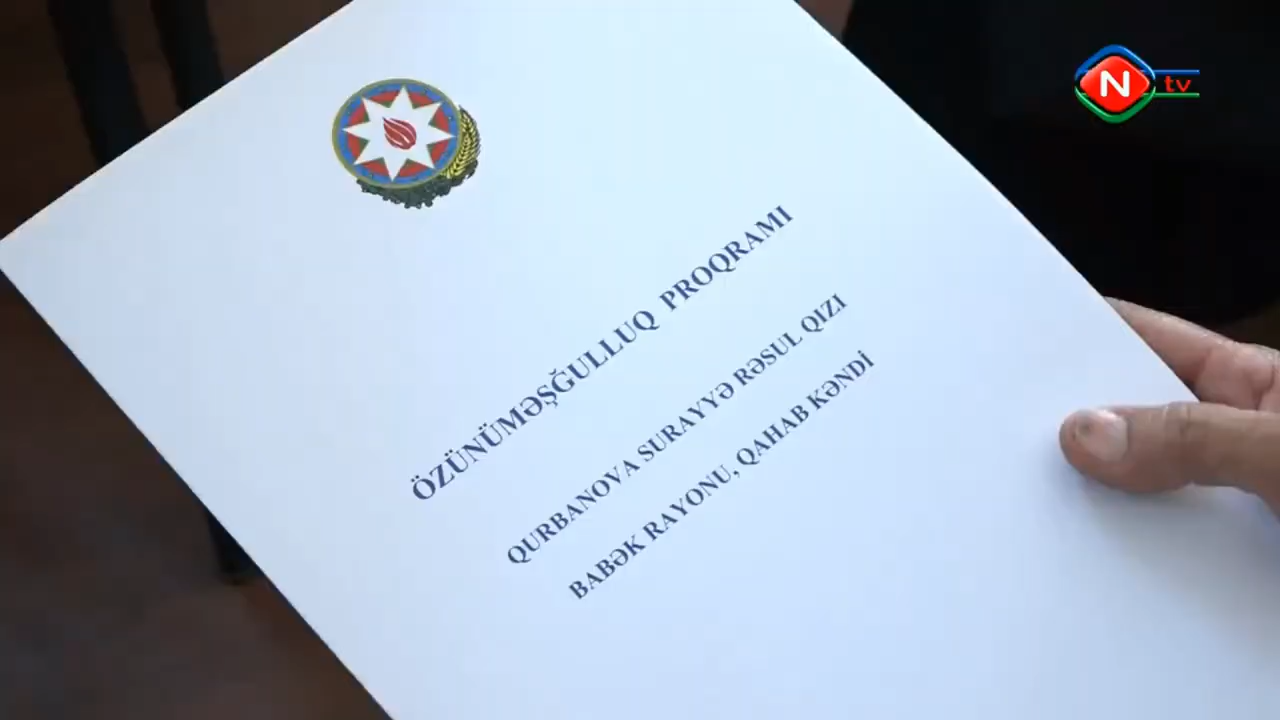 N tv
ÖZÜNÜMƏŞĞULLUQ PROQRAMI
QURBANOVA SURAYYƏ RƏSUL QIZI
BABƏK RAYONU, QAHAB KƏNDİ